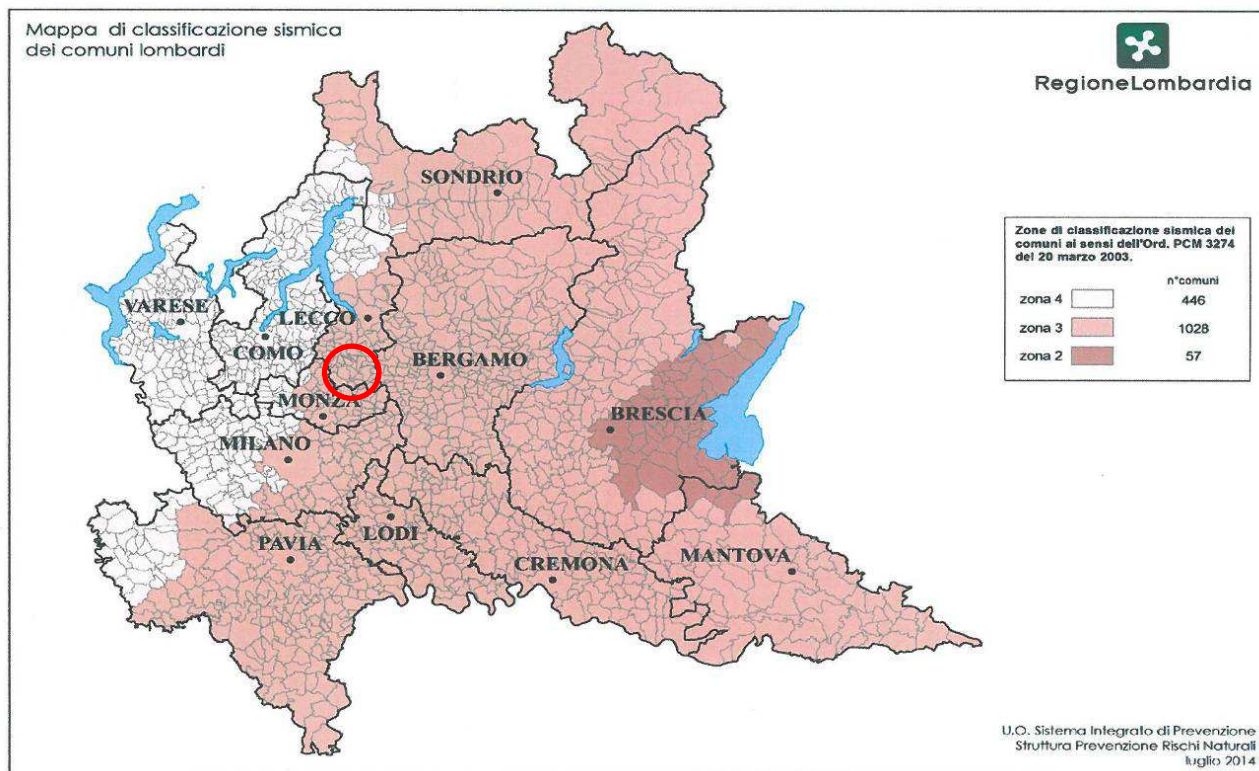 Mappa di classificazione sismica
dei comuni lombardi
RegioneLombardia
SONDRIO
VARESE
LECCO
COMO
BERGAMO
MONZA
BRESCIA
MILANO
PAVIA
LODI
CREMONA
MANTOVA
Zone di classificazione sismica dei
comuni ai sensi dell'Ord. PCM 3274
del 20 marzo 2003.
n°comuni
zona 4 446
zona 3 1028
zona 2 57
U.O. Sistema Integrato di Prevenzione
Struttura Prevenzione Rischi Naturali
luglio 2014